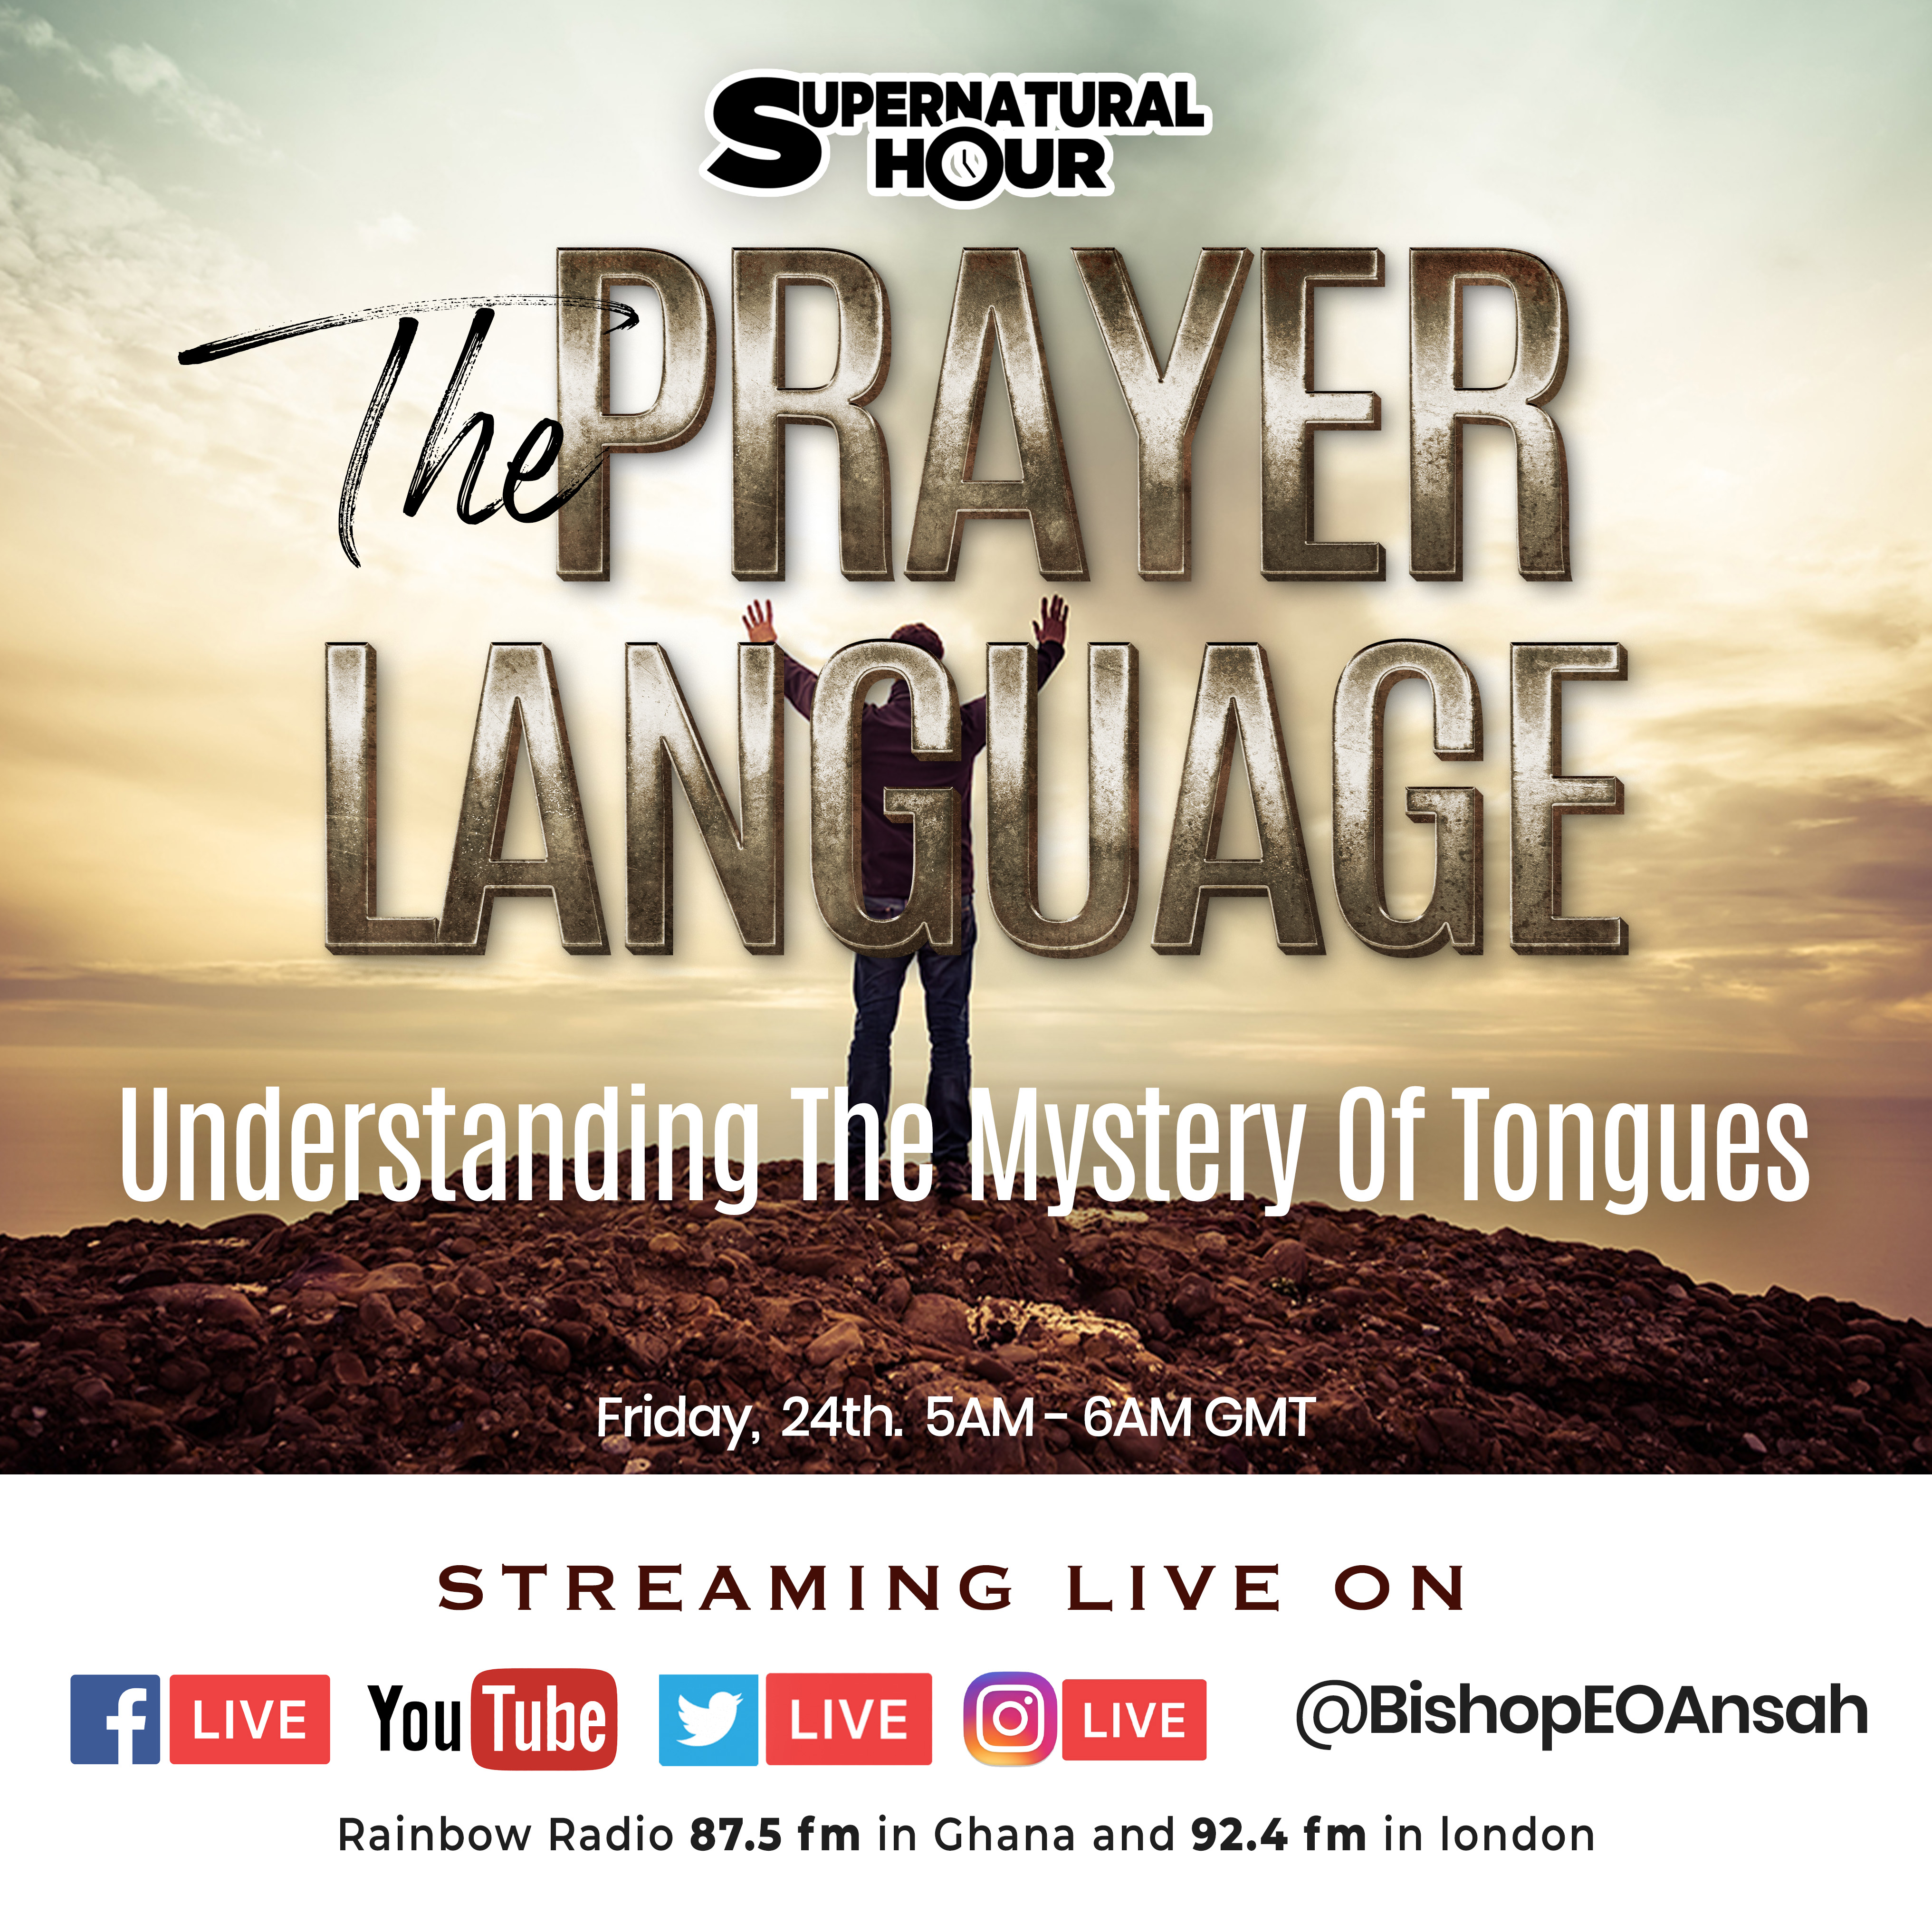 SUPERNATURAL
HOUR
The PRAYER
LANGUAGE
Understanding The Mystery Of Tongues
Friday, 24th. 5AM - 6AM GMT
STREAMING LIVE ON
f LIVE YouTube LIVE LIVE @BishopEOAnsah
Rainbow Radio 87.5 fm in Ghana and 92.4 fm in london